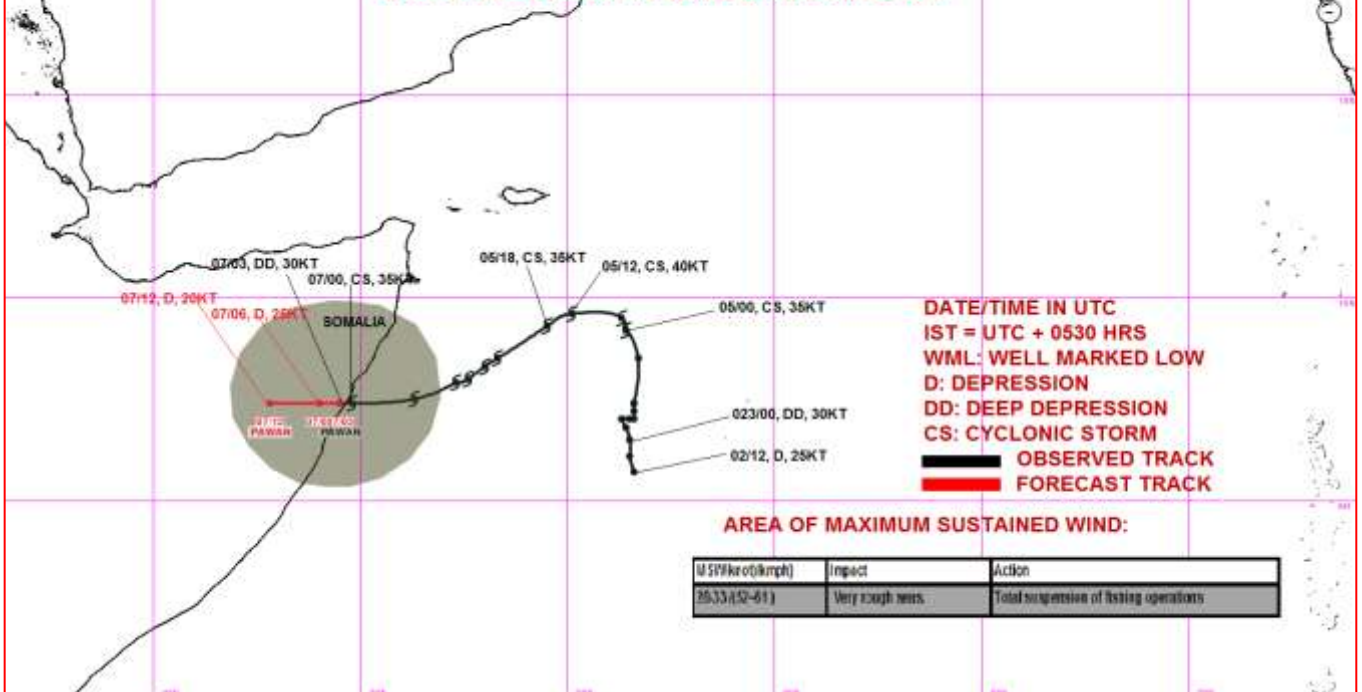 05/18, CS, 35KT
05/12, CS, 40KT
07/03, DD, 30KT
07/00, CS, 35KT
07/12, D, 20KT
07/06, D, 25KT
SOMALIA
05/00, CS, 35KT
DATE/TIME IN UTC
IST = UTC + 0530 HRS
WML: WELL MARKED LOW
D: DEPRESSION
DD: DEEP DEPRESSION
CS: CYCLONIC STORM
OBSERVED TRACK
FORECAST TRACK
023/00, DD, 30KT
02/12, D, 25KT
PAWAN
PAWAN
AREA OF MAXIMUM SUSTAINED WIND:
Impact
Action
Very rough seas.
Total suspension of fishing operations